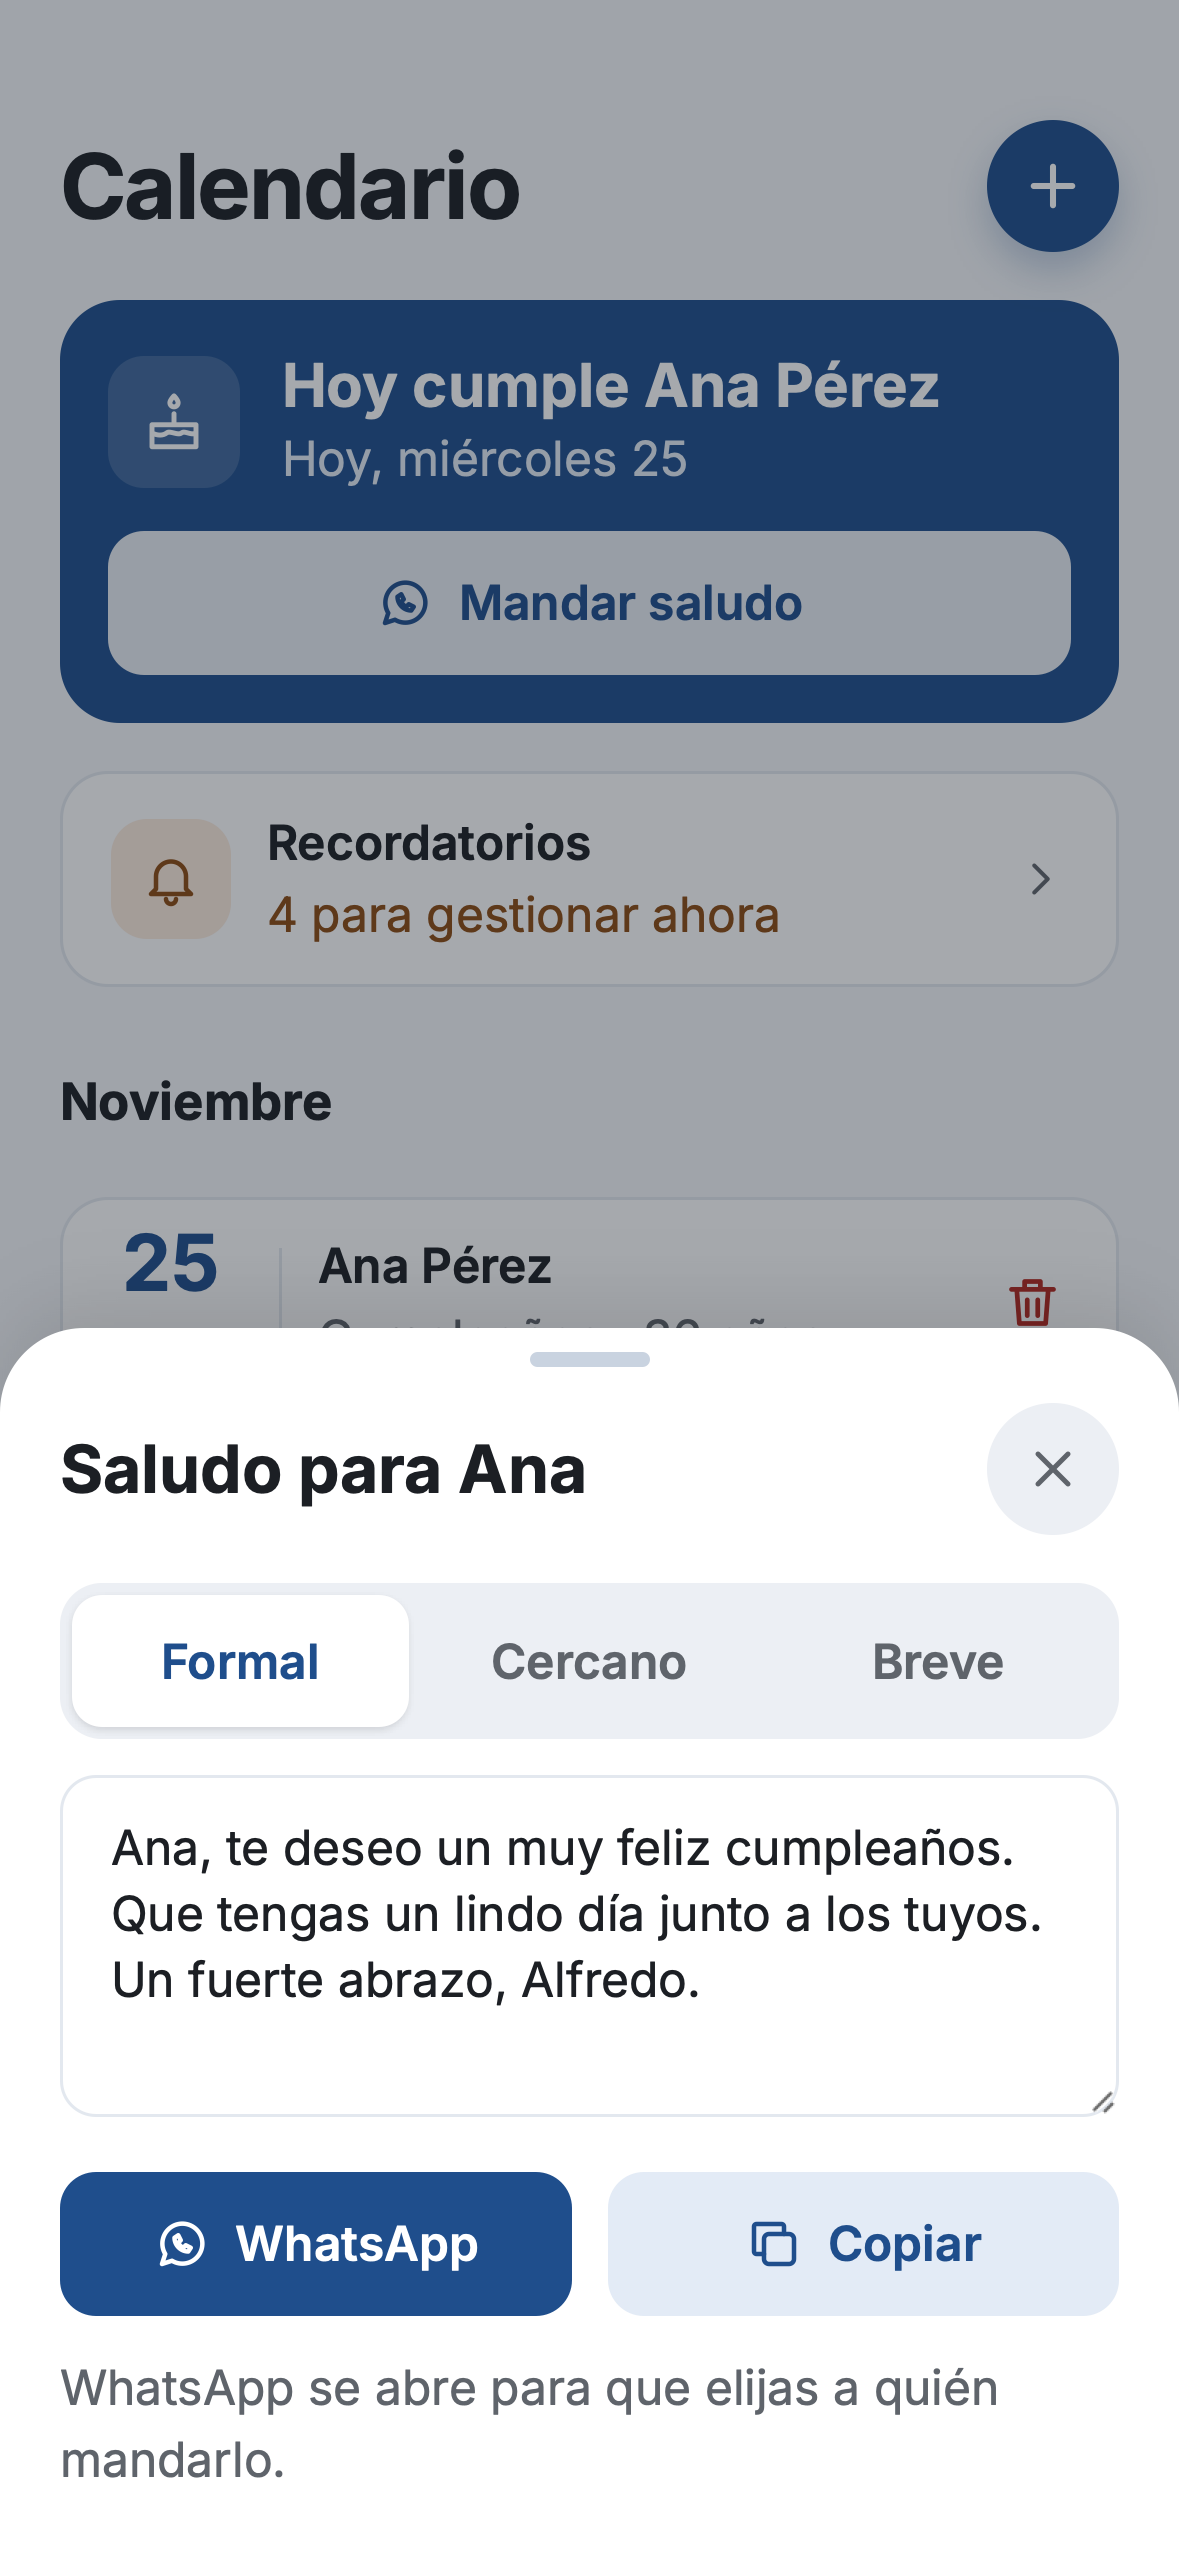 Calendario
Hoy cumple Ana Pérez
Hoy, miércoles 25
Mandar saludo
Recordatorios
4 para gestionar ahora
Noviembre
25
Ana Pérez
Saludo para Ana
Formal
Cercano
Breve
Ana, te deseo un muy feliz cumpleaños.
Que tengas un lindo día junto a los tuyos.
Un fuerte abrazo, Alfredo.
WhatsApp
Copiar
WhatsApp se abre para que elijas a quién
mandarlo.